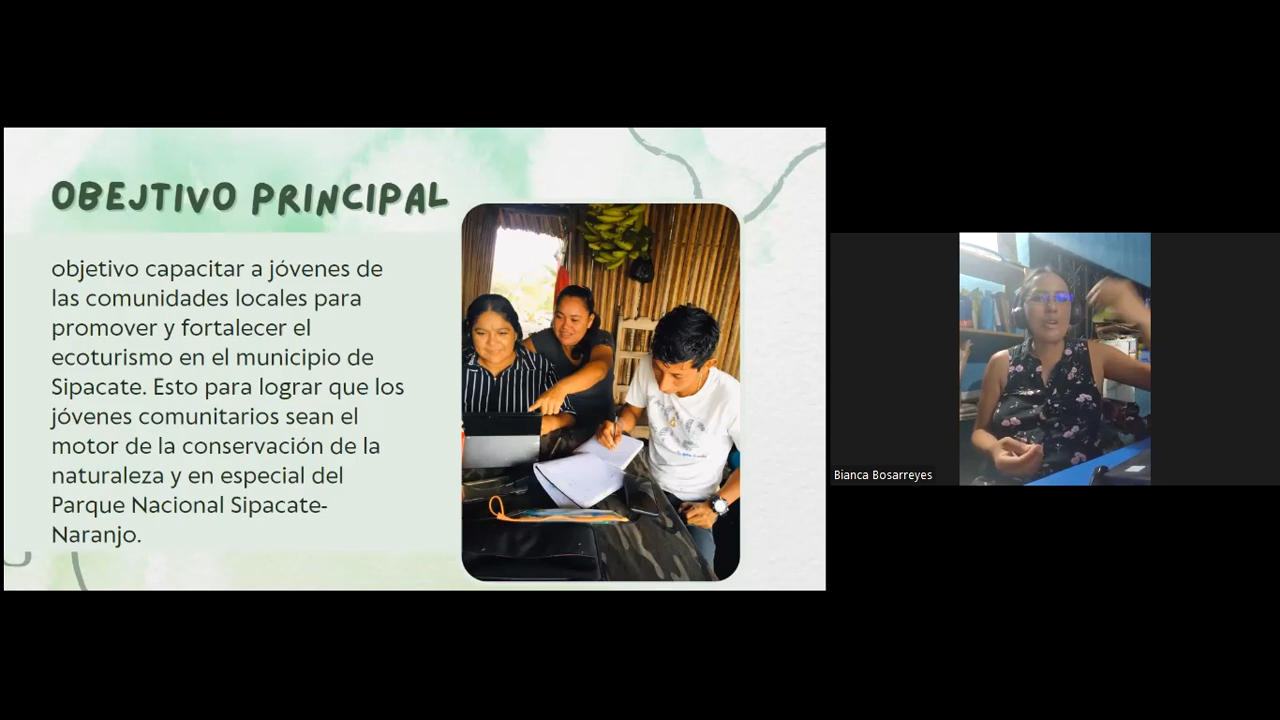 OBEJTIVO PRINCIPAL
objetivo capacitar a jóvenes de
las comunidades locales para
promover y fortalecer el
ecoturismo en el municipio de
Sipacate. Esto para lograr que los
jóvenes comunitarios sean el
motor de la conservación de la
naturaleza y en especial del
Parque Nacional Sipacate-
Naranjo.
Bianca Bosarreyes